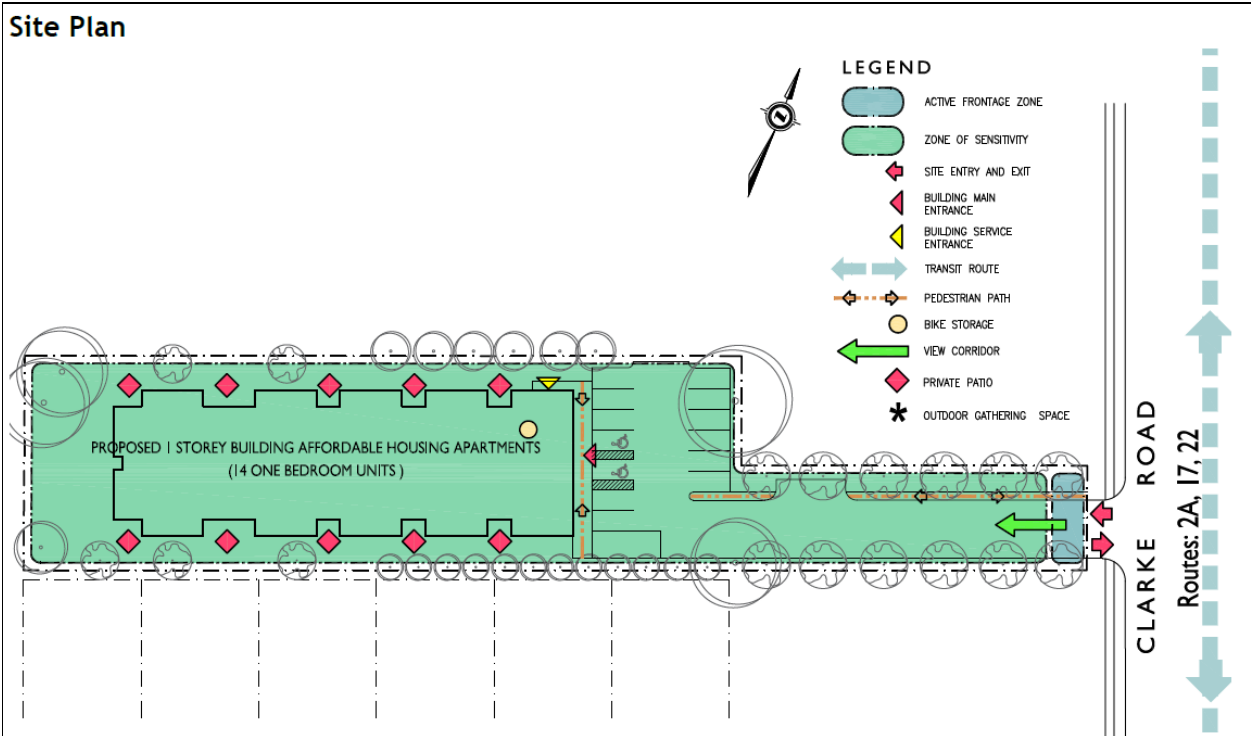 Site Plan
LEGEND
ACTIVE FRONTAGE ZONE
ZONE OF SENSITIVITY
SITE ENTRY AND EXIT
BUILDING MAIN
ENTRANCE
BUILDING SERVICE
ENTRANCE
TRANSIT ROUTE
PEDESTRIAN PATH
BIKE STORAGE
VIEW CORRIDOR
PRIVATE PATIO
OUTDOOR GATHERING SPACE
Z
PROPOSED 1 STOREY BUILDING AFFORDABLE HOUSING APARTMENTS
(14 ONE BEDROOM UNITS )
CLARKE ROAD
Routes: 2A, 17, 22